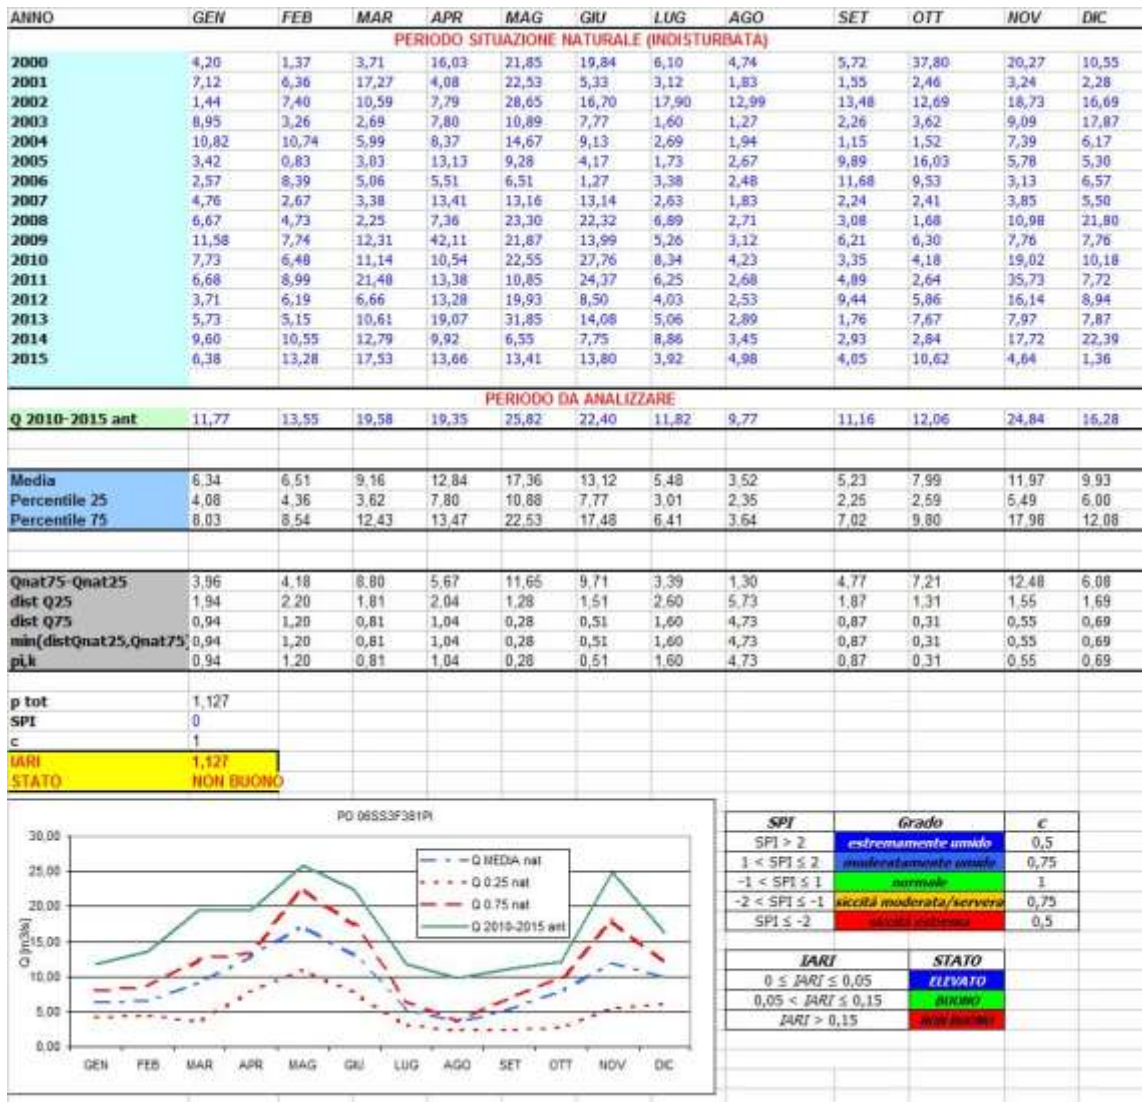 ANNO GEN FEB MAR APR MAG GIU LUG AGO SET OTT NOV DIC
PERIODO SITUAZIONE NATURALE (INDISTURBATA)
2000 4,20 1,37 3,71 16,03 21,85 19,84 6,10 4,74 5,72 37,80 20,27 10,55
2001 7,12 6,36 17,27 4,08 22,53 5,33 3,12 1,83 1,55 2,46 3,24 2,28
2002 1,44 7,40 10,59 7,79 28,65 16,70 17,90 12,99 13,48 12,69 18,73 16,69
2003 8,95 3,26 2,69 7,80 10,89 7,77 1,60 1,27 2,26 3,62 9,09 17,87
2004 10,82 10,74 5,99 8,37 14,67 9,13 2,69 1,94 1,15 1,52 7,39 6,17
2005 3,42 0,83 3,03 13,13 9,28 4,17 1,73 2,67 9,89 16,03 5,78 5,30
2006 2,57 8,39 5,06 5,51 6,51 1,27 3,38 2,48 11,68 9,53 3,13 6,57
2007 4,76 2,67 3,38 13,41 13,16 13,14 2,63 1,83 2,24 2,41 3,85 5,50
2008 6,67 4,73 2,25 7,36 23,30 22,32 6,89 2,71 3,08 1,68 10,98 21,80
2009 11,58 7,74 12,31 42,11 21,87 13,99 5,26 3,12 6,21 6,30 7,76 7,76
2010 7,73 6,48 11,14 10,54 22,55 27,76 8,34 4,23 3,35 4,18 19,02 10,18
2011 6,68 8,99 21,48 13,38 10,85 24,37 6,25 2,68 4,89 2,64 35,73 7,72
2012 3,71 6,19 6,66 13,28 19,93 8,50 4,03 2,53 9,44 5,86 16,14 8,94
2013 5,73 5,15 10,61 19,07 31,85 14,08 5,06 2,89 1,76 7,67 7,97 7,87
2014 9,60 10,55 12,79 9,92 6,55 7,75 8,86 3,45 2,93 2,84 17,72 22,39
2015 6,38 13,28 17,53 13,66 13,41 13,80 3,92 4,98 4,05 10,62 4,64 1,36
PERIODO DA ANALIZZARE
Q 2010-2015 ant 11,77 13,55 19,58 19,35 25,82 22,40 11,82 9,77 11,16 12,06 24,84 16,28
Media 6,34 6,51 9,16 12,84 17,36 13,12 5,48 3,52 5,23 7,99 11,97 9,93
Percentile 25 4,08 4,36 3,62 7,80 10,88 7,77 3,01 2,35 2,25 2,59 5,49 6,00
Percentile 75 8,03 8,54 12,43 13,47 22,53 17,48 6,41 3,64 7,02 9,80 17,98 12,08
Qnat75-Qnat25 3,96 4,18 8,80 5,67 11,65 9,71 3,39 1,30 4,77 7,21 12,48 6,08
dist Q25 1,94 2,20 1,81 2,04 1,28 1,51 2,60 5,73 1,87 1,31 1,55 1,69
dist Q75 0,94 1,20 0,81 1,04 0,28 0,51 1,60 4,73 0,87 0,31 0,55 0,69
min(distQnat25,Qnat75) 0,94 1,20 0,81 1,04 0,28 0,51 1,60 4,73 0,87 0,31 0,55 0,69
pi,k 0,94 1,20 0,81 1,04 0,28 0,51 1,60 4,73 0,87 0,31 0,55 0,69
p tot 1,127
SPI 0
c 1
IARI 1,127
STATO NON BUONO
PO 06SS3F381PI
Q [m3/s]
30,00
25,00
20,00
15,00
10,00
5,00
0,00
GEN FEB MAR APR MAG GIU LUG AGO SET OTT NOV DIC
Q MEDIA nat
Q 0.25 nat
Q 0.75 nat
Q 2010-2015 ant
SPI Grado c
SPI > 2 estremamente umido 0,5
1 < SPI ≤ 2 moderatamente umido 0,75
-1 < SPI ≤ 1 normale 1
-2 < SPI ≤ -1 siccità moderata/servera 0,75
SPI ≤ -2 siccità estrema 0,5
IARI STATO
0 ≤ IARI ≤ 0,05 ELEVATO
0,05 < IARI ≤ 0,15 BUONO
IARI > 0,15 NON BUONO